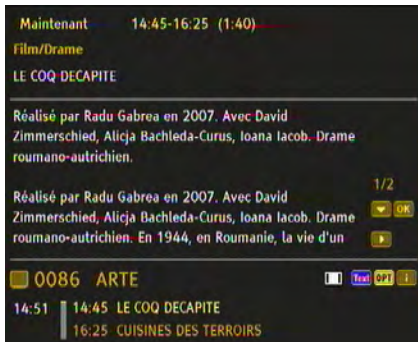 Maintenant 14:45-16:25 (1:40)
Film/Drame
LE COQ DECAPITE
Réalisé par Radu Gabrea en 2007. Avec David
Zimmerschied, Alicja Bachleda-Curus, Ioana Iacob. Drame
roumano-autrichien.
Réalisé par Radu Gabrea en 2007. Avec David
Zimmerschied, Alicja Bachleda-Curus, Ioana Iacob. Drame
roumano-autrichien. En 1944, en Roumanie, la vie d'un
1/2
OK
0086 ARTE
Text OPT i
14:51 14:45 LE COQ DECAPITE
16:25 CUISINES DES TERROIRS